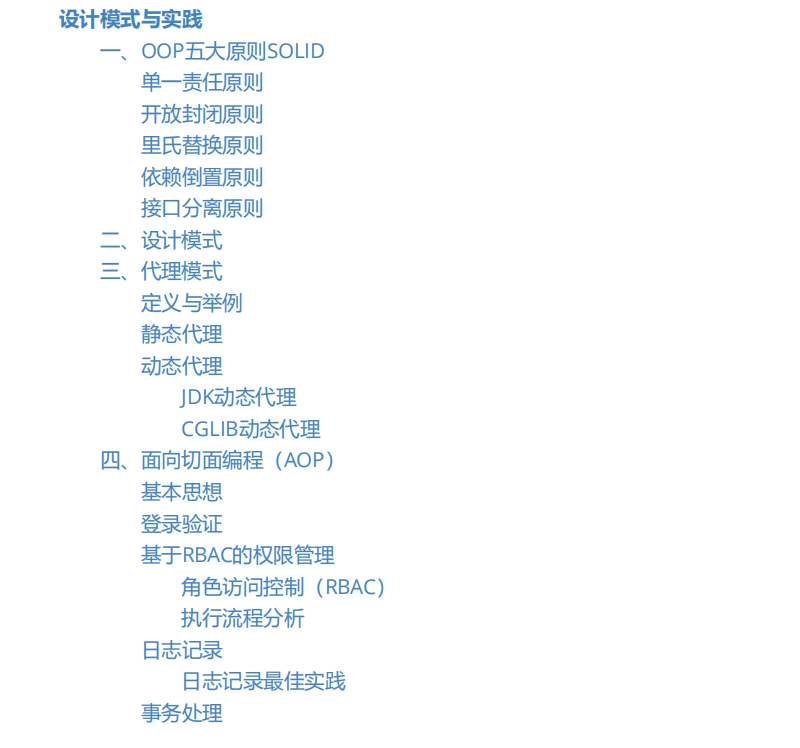 设计模式与实践
一、OOP五大原则SOLID
单一责任原则
开放封闭原则
里氏替换原则
依赖倒置原则
接口分离原则
二、设计模式
三、代理模式
定义与举例
静态代理
动态代理
JDK动态代理
CGLIB动态代理
四、面向切面编程（AOP）
基本思想
登录验证
基于RBAC的权限管理
角色访问控制（RBAC）
执行流程分析
日志记录
日志记录最佳实践
事务处理